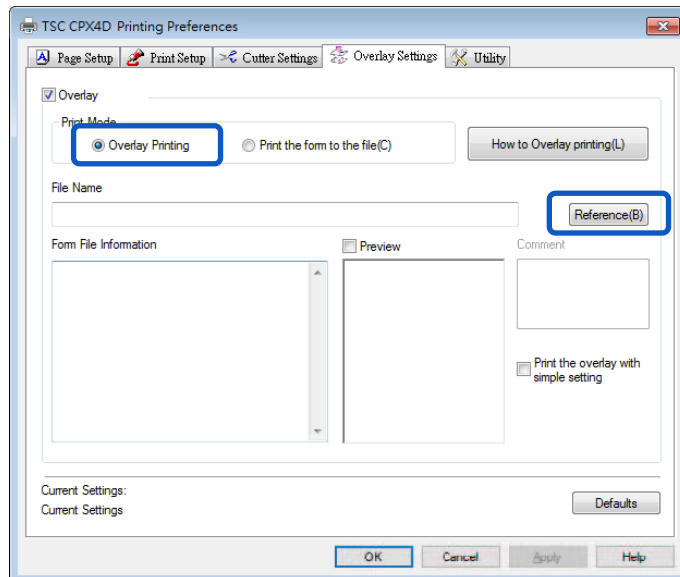 TSC CPX4D Printing Preferences
Page Setup Print Setup Cutter Settings Overlay Settings Utility
Overlay
Print Mode
Overlay Printing Print the form to the file(C) How to Overlay printing(L)
File Name
Reference(B)
Form File Information Preview Comment
Print the overlay with
simple setting
Current Settings:
Current Settings Defaults
OK Cancel Apply Help